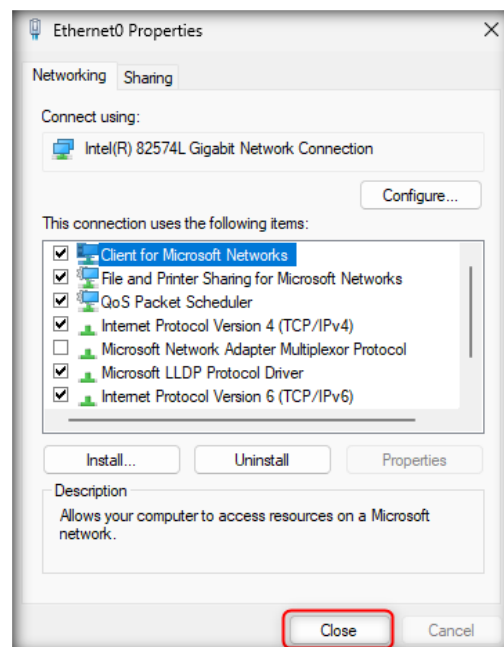 Ethernet0 Properties
Networking
Sharing
Connect using:
Intel(R) 82574L Gigabit Network Connection
Configure...
This connection uses the following items:
Client for Microsoft Networks
File and Printer Sharing for Microsoft Networks
QoS Packet Scheduler
Internet Protocol Version 4 (TCP/IPv4)
Microsoft Network Adapter Multiplexor Protocol
Microsoft LLDP Protocol Driver
Internet Protocol Version 6 (TCP/IPv6)
Install...
Uninstall
Properties
Description
Allows your computer to access resources on a Microsoft
network.
Close
Cancel